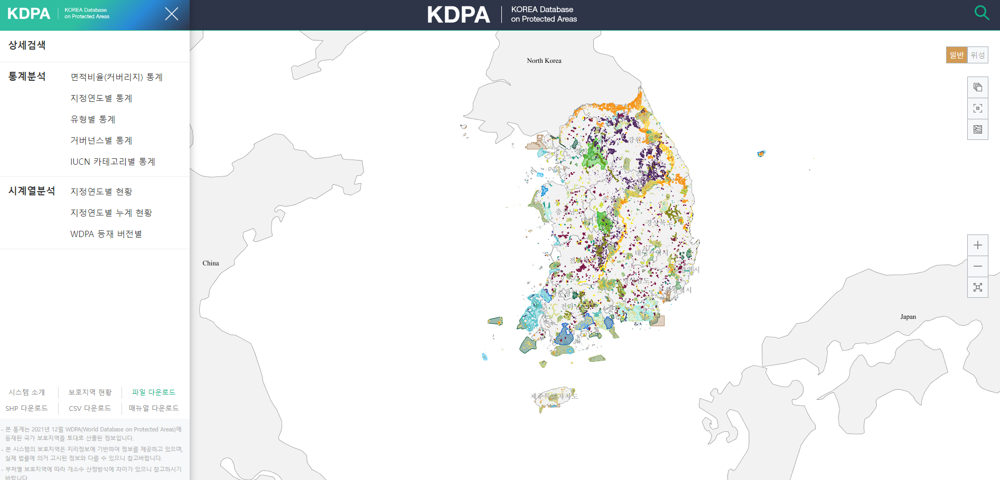 KDPA
KOREA Database
on Protected Areas
KDPA
KOREA Database
on Protected Areas
상세검색
통계분석
면적비율(커버리지) 통계
지정연도별 통계
유형별 통계
거버넌스별 통계
IUCN 카테고리별 통계
시계열분석
지정연도별 현황
지정연도별 누계 현황
WDPA 등재 버전별
시스템 소개
보호지역 현황
파일 다운로드
SHP 다운로드
CSV 다운로드
매뉴얼 다운로드
- 본 통계는 2021년 12월 WDPA(World Database on Protected Areas)에
등재된 국가 보호지역을 토대로 산출된 정보입니다.
- 본 시스템의 보호지역은 지리정보에 기반하여 정보를 제공하고 있으며,
실제 법률에 의거 고시된 정보와 다를 수 있으니 참고바랍니다.
- 부처별 보호지역에 따라 개소수 산정방식에 차이가 있으니 참고하시기
바랍니다
일반
위성
North Korea
China
Japan
경상북도
대구광역시
제주특별자치도